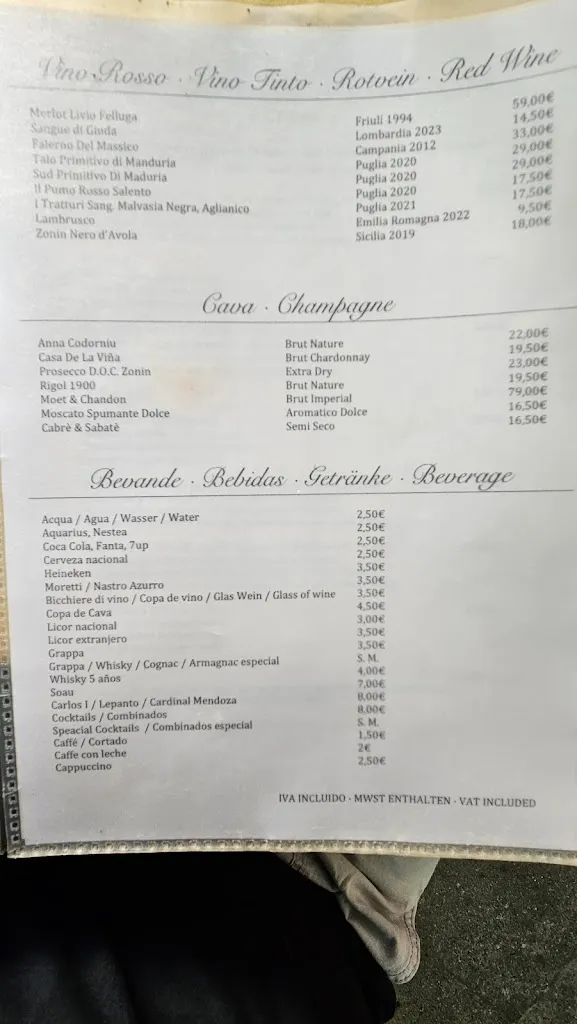 Vino Rosso · Vino Tinto · Rotvein · Red Wine
Merlot Livio Felluga Friuli 1994 59,00€
Sangue di Giuda Lombardia 2023 14,50€
Falerno Del Massico Campania 2012 33,00€
Talo Primitivo di Manduria Puglia 2020 29,00€
Sud Primitivo Di Maduria Puglia 2020 29,00€
Il Pumo Rosso Salento Puglia 2020 17,50€
I Tratturi Sang. Malvasia Negra, Aglianico Puglia 2021 17,50€
Lambrusco Emilia Romagna 2022 9,50€
Zonin Nero d'Avola Sicilia 2019 18,00€
Cava · Champagne
Anna Codorniu Brut Nature 22,00€
Casa De La Viña Brut Chardonnay 19,50€
Prosecco D.O.C. Zonin Extra Dry 23,00€
Rigol 1900 Brut Nature 19,50€
Moet & Chandon Brut Imperial 79,00€
Moscato Spumante Dolce Aromatico Dolce 16,50€
Cabrè & Sabatè Semi Seco 16,50€
Bevande · Bebidas · Getränke · Beverage
Acqua / Agua / Wasser / Water 2,50€
Aquarius, Nestea 2,50€
Coca Cola, Fanta, 7up 2,50€
Cerveza nacional 2,50€
Heineken 3,50€
Moretti / Nastro Azurro 3,50€
Bicchiere di vino / Copa de vino / Glas Wein / Glass of wine 3,50€
Copa de Cava 4,50€
Licor nacional 3,00€
Licor extranjero 3,50€
Grappa 3,50€
Grappa / Whisky / Cognac / Armagnac especial S. M.
Whisky 5 años 4,00€
Soau 7,00€
Carlos I / Lepanto / Cardinal Mendoza 8,00€
Cocktails / Combinados 8,00€
Speacial Cocktails / Combinados especial S. M.
Caffé / Cortado 1,50€
Caffe con leche 2€
Cappuccino 2,50€
IVA INCLUIDO · MWST ENTHALTEN · VAT INCLUDED